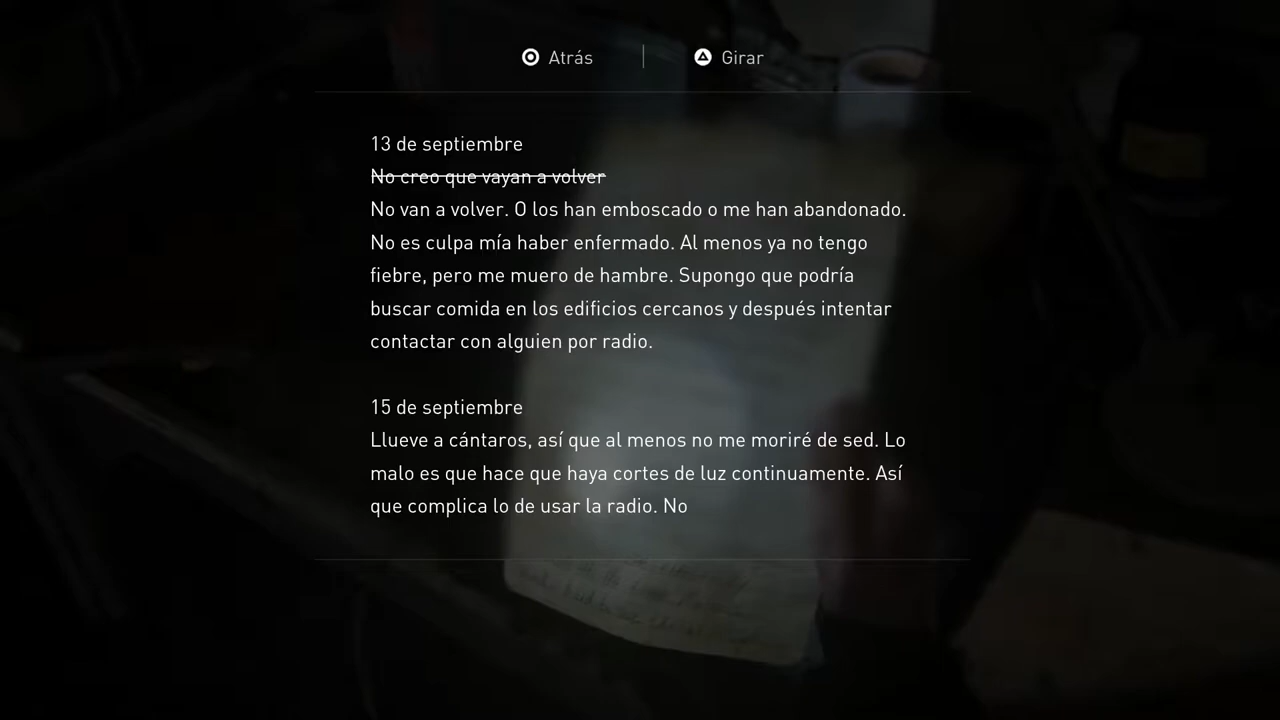 Atrás | Girar
13 de septiembre
No creo que vayan a volver
No van a volver. O los han emboscado o me han abandonado.
No es culpa mía haber enfermado. Al menos ya no tengo
fiebre, pero me muero de hambre. Supongo que podría
buscar comida en los edificios cercanos y después intentar
contactar con alguien por radio.
15 de septiembre
Llueve a cántaros, así que al menos no me moriré de sed. Lo
malo es que hace que haya cortes de luz continuamente. Así
que complica lo de usar la radio. No